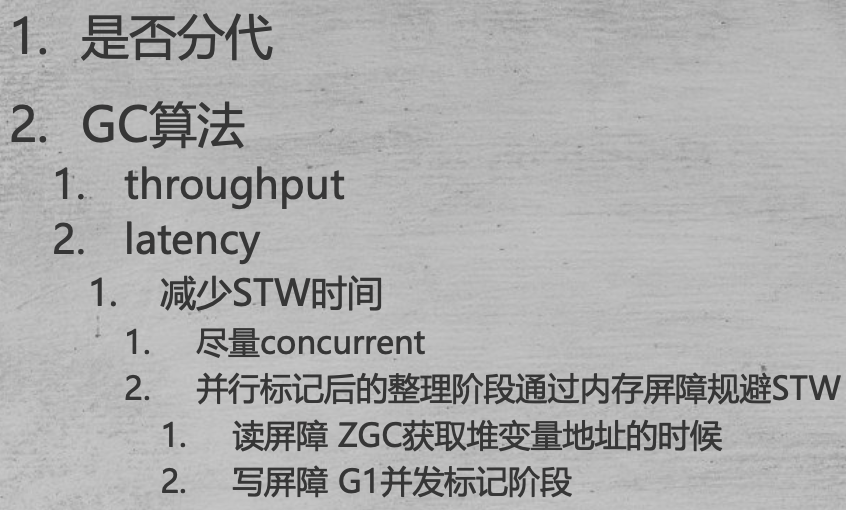 1. 是否分代
2. GC算法
1. throughput
2. latency
1. 减少STW时间
1. 尽量concurrent
2. 并行标记后的整理阶段通过内存屏障规避STW
1. 读屏障 ZGC获取堆变量地址的时候
2. 写屏障 G1并发标记阶段